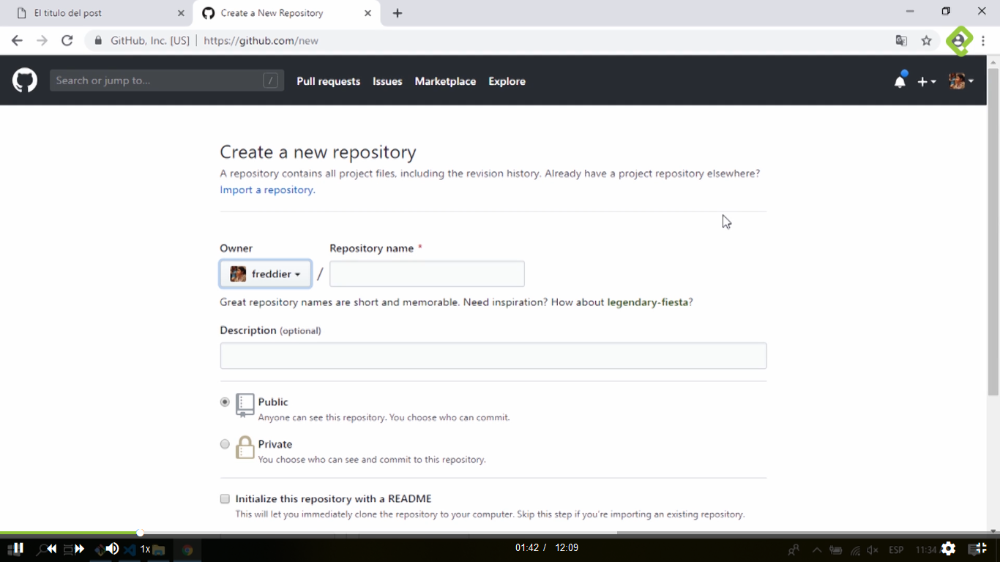 El titulo del post
Create a New Repository
GitHub, Inc. [US] https://github.com/new
Search or jump to... /
Pull requests Issues Marketplace Explore
Create a new repository
A repository contains all project files, including the revision history. Already have a project repository elsewhere?
Import a repository.
Owner
Repository name *
freddier /
Great repository names are short and memorable. Need inspiration? How about legendary-fiesta?
Description (optional)
Public
Anyone can see this repository. You choose who can commit.
Private
You choose who can see and commit to this repository.
Initialize this repository with a README
This will let you immediately clone the repository to your computer. Skip this step if you're importing an existing repository.
1x 01:42 / 12:09 ESP 11:34